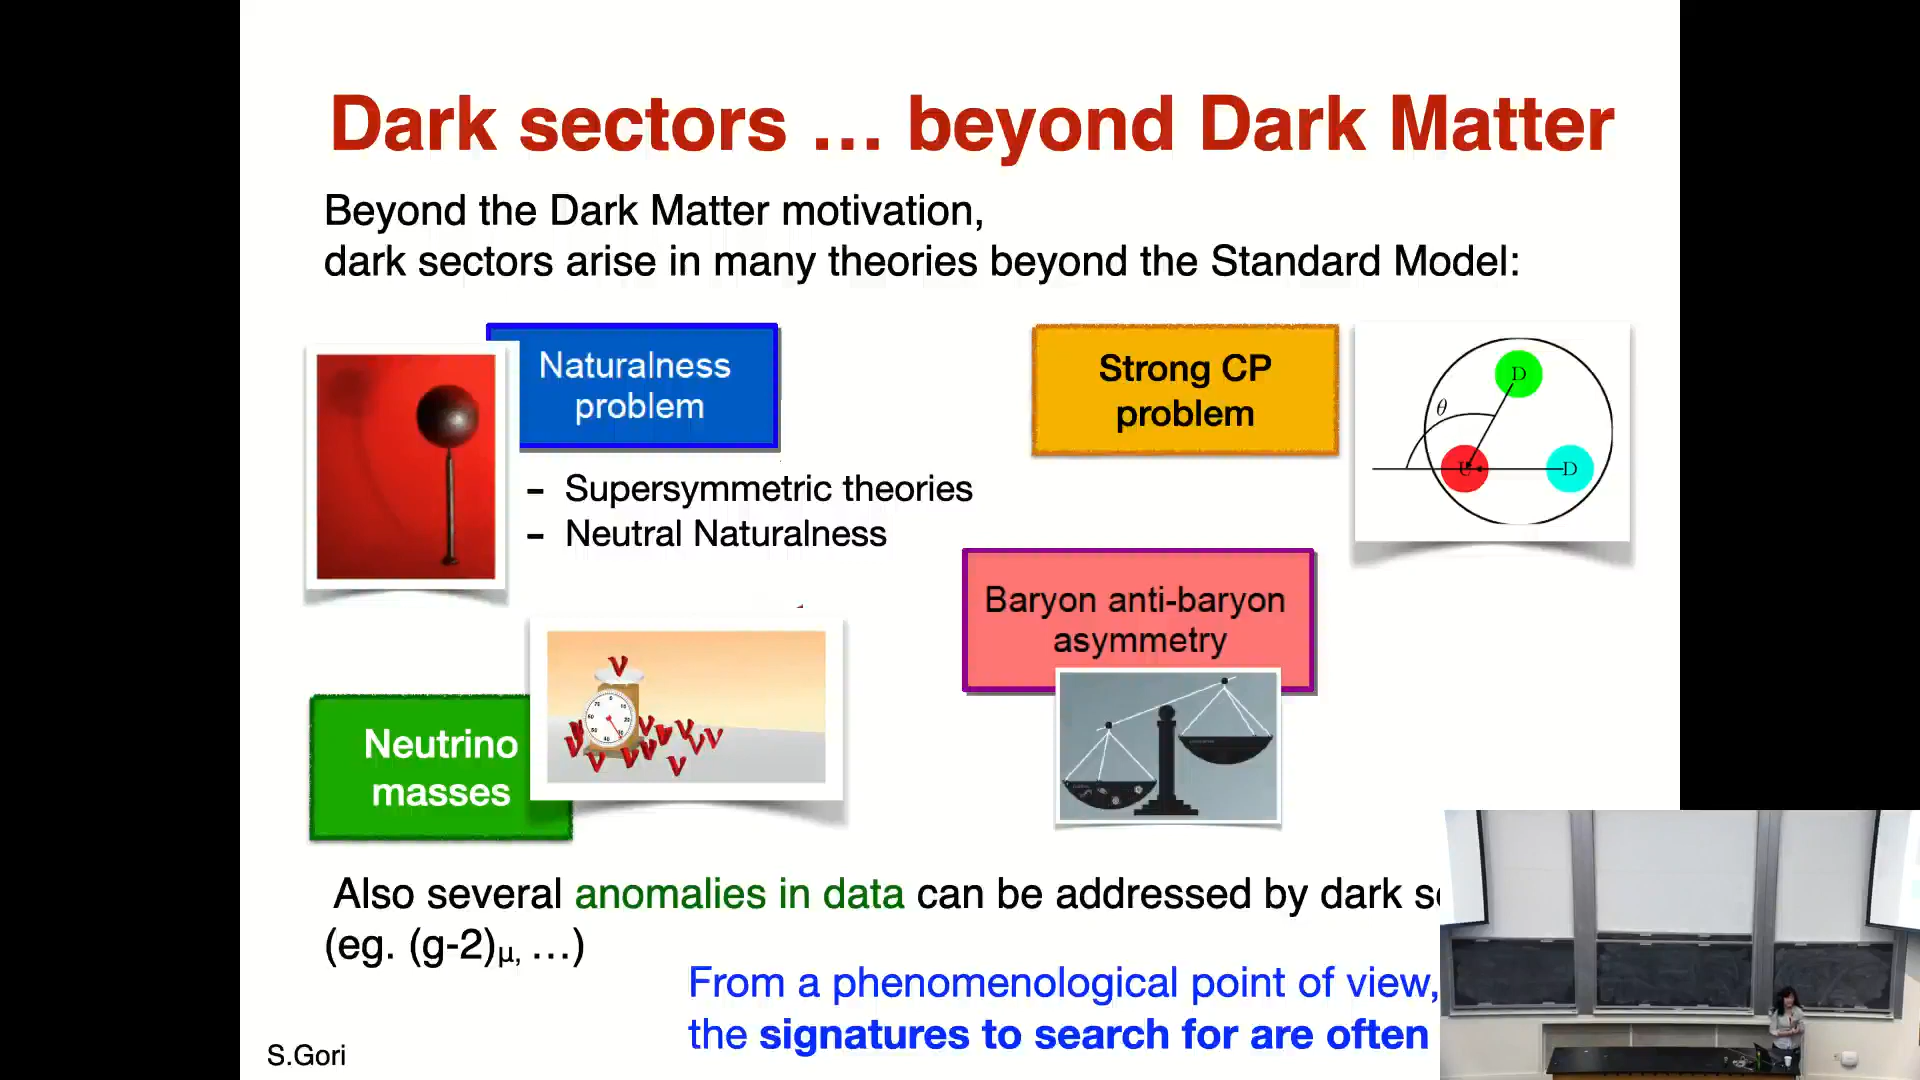 Dark sectors … beyond Dark Matter
Beyond the Dark Matter motivation,
dark sectors arise in many theories beyond the Standard Model:
Naturalness
problem
- Supersymmetric theories
- Neutral Naturalness
Strong CP
problem
D
θ
U
D
Baryon anti-baryon
asymmetry
Neutrino
masses
Also several anomalies in data can be addressed by dark
(eg. (g-2)μ, …)
From a phenomenological point of view,
the signatures to search for are often
S.Gori